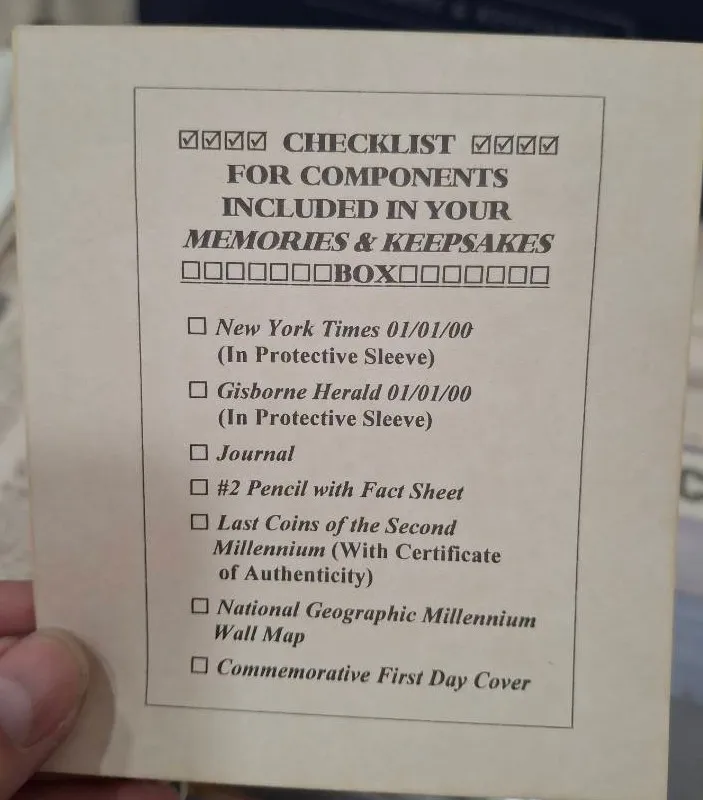 ☑☑☑☑ CHECKLIST ☑☑☑☑
FOR COMPONENTS
INCLUDED IN YOUR
MEMORIES & KEEPSAKES
☐☐☐☐☐☐☐BOX☐☐☐☐☐☐☐
☐ New York Times 01/01/00
(In Protective Sleeve)
☐ Gisborne Herald 01/01/00
(In Protective Sleeve)
☐ Journal
☐ #2 Pencil with Fact Sheet
☐ Last Coins of the Second
Millennium (With Certificate
of Authenticity)
☐ National Geographic Millennium
Wall Map
☐ Commemorative First Day Cover